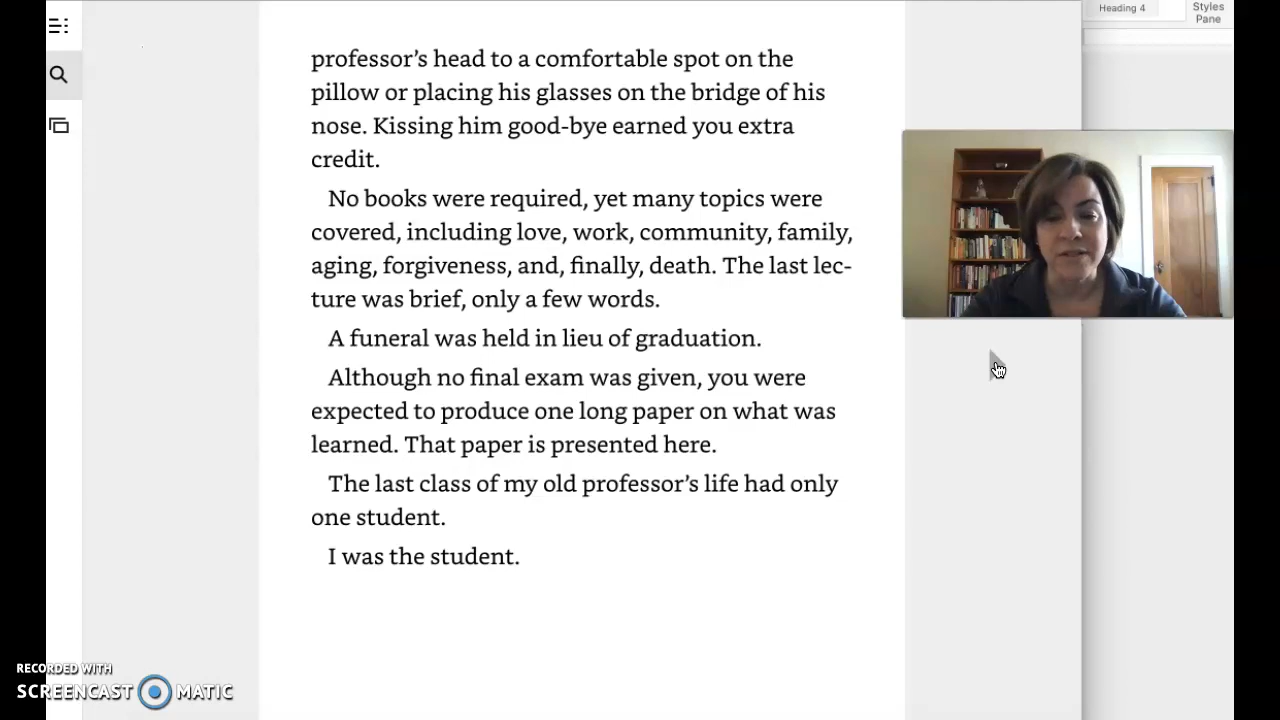 Heading 4
Styles
Pane
professor’s head to a comfortable spot on the
pillow or placing his glasses on the bridge of his
nose. Kissing him good-bye earned you extra
credit.
No books were required, yet many topics were
covered, including love, work, community, family,
aging, forgiveness, and, finally, death. The last lec-
ture was brief, only a few words.
A funeral was held in lieu of graduation.
Although no final exam was given, you were
expected to produce one long paper on what was
learned. That paper is presented here.
The last class of my old professor’s life had only
one student.
I was the student.
RECORDED WITH
SCREENCAST MATIC